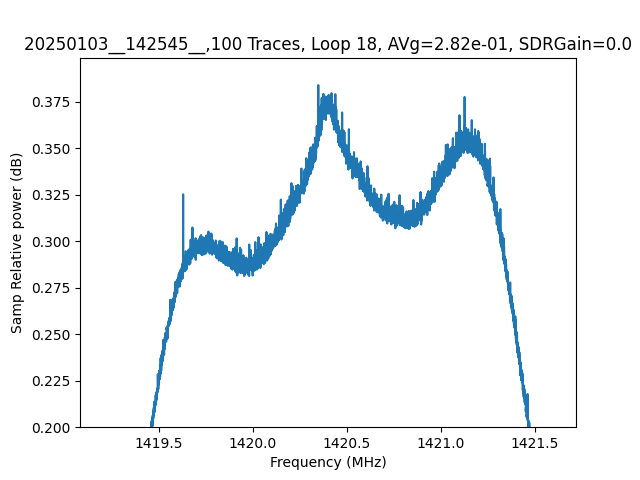 20250103__142545__,100 Traces, Loop 18, AVg=2.82e-01, SDRGain=0.0
Samp Relative power (dB)
0.375
0.350
0.325
0.300
0.275
0.250
0.225
0.200
1419.5 1420.0 1420.5 1421.0 1421.5
Frequency (MHz)